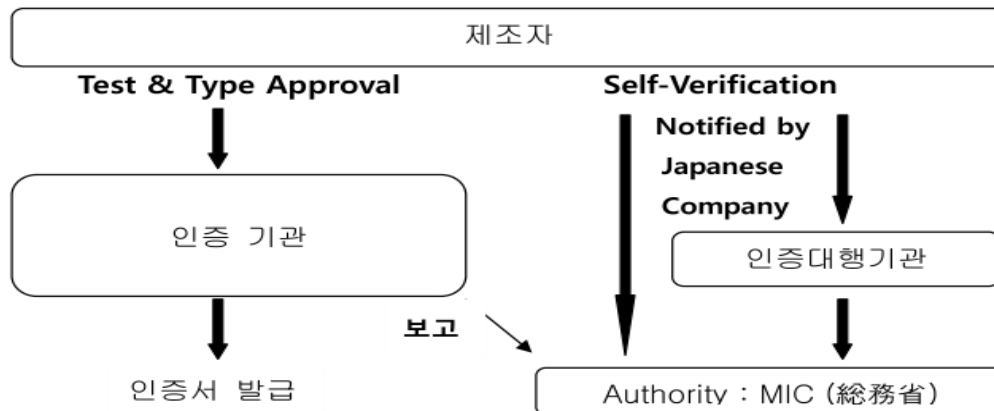 제조자
Test & Type Approval
Self-Verification
Notified by
Japanese
Company
인증 기관
인증대행기관
보고
인증서 발급
Authority : MIC (総務省)